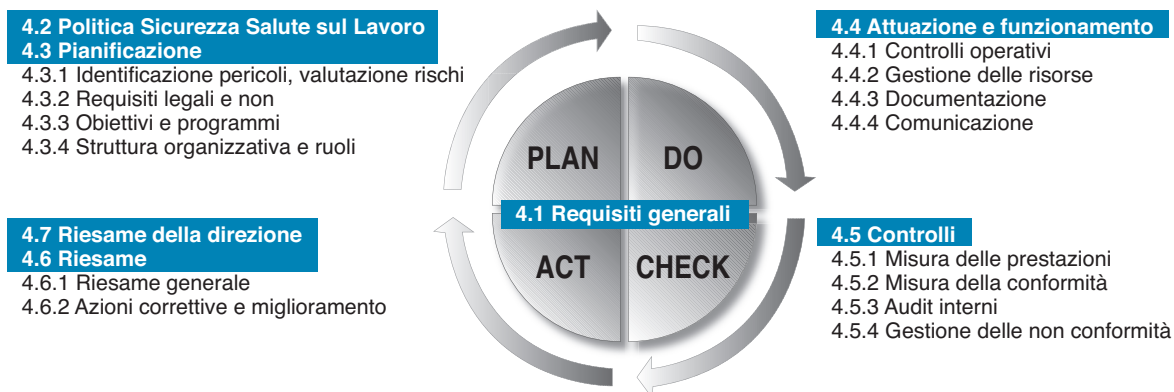 4.2 Politica Sicurezza Salute sul Lavoro
4.3 Pianificazione
4.3.1 Identificazione pericoli, valutazione rischi
4.3.2 Requisiti legali e non
4.3.3 Obiettivi e programmi
4.3.4 Struttura organizzativa e ruoli
4.4 Attuazione e funzionamento
4.4.1 Controlli operativi
4.4.2 Gestione delle risorse
4.4.3 Documentazione
4.4.4 Comunicazione
PLAN
DO
4.1 Requisiti generali
ACT
CHECK
4.7 Riesame della direzione
4.6 Riesame
4.6.1 Riesame generale
4.6.2 Azioni correttive e miglioramento
4.5 Controlli
4.5.1 Misura delle prestazioni
4.5.2 Misura della conformità
4.5.3 Audit interni
4.5.4 Gestione delle non conformità